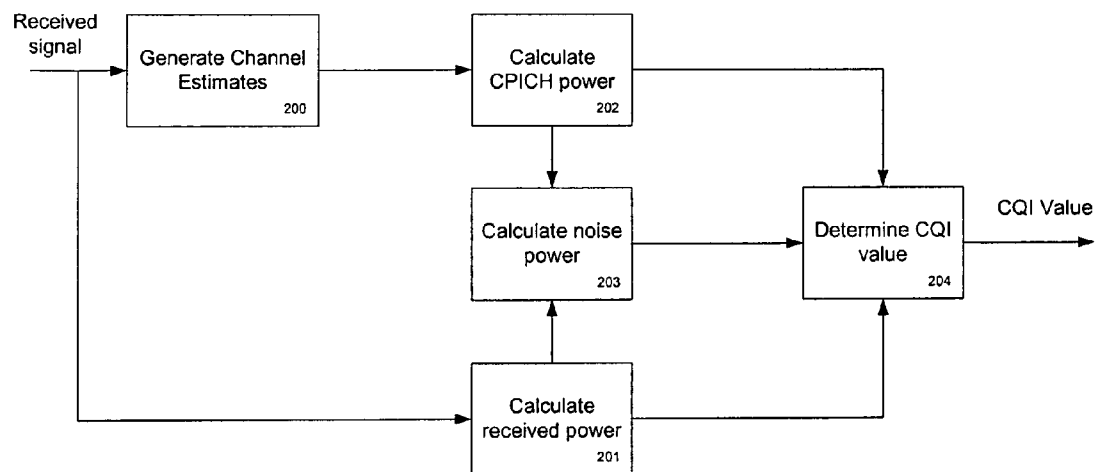 Received
signal
Generate Channel
Estimates
200
Calculate
CPICH power
202
Calculate noise
power
203
Determine CQI
value
204
CQI Value
Calculate
received power
201